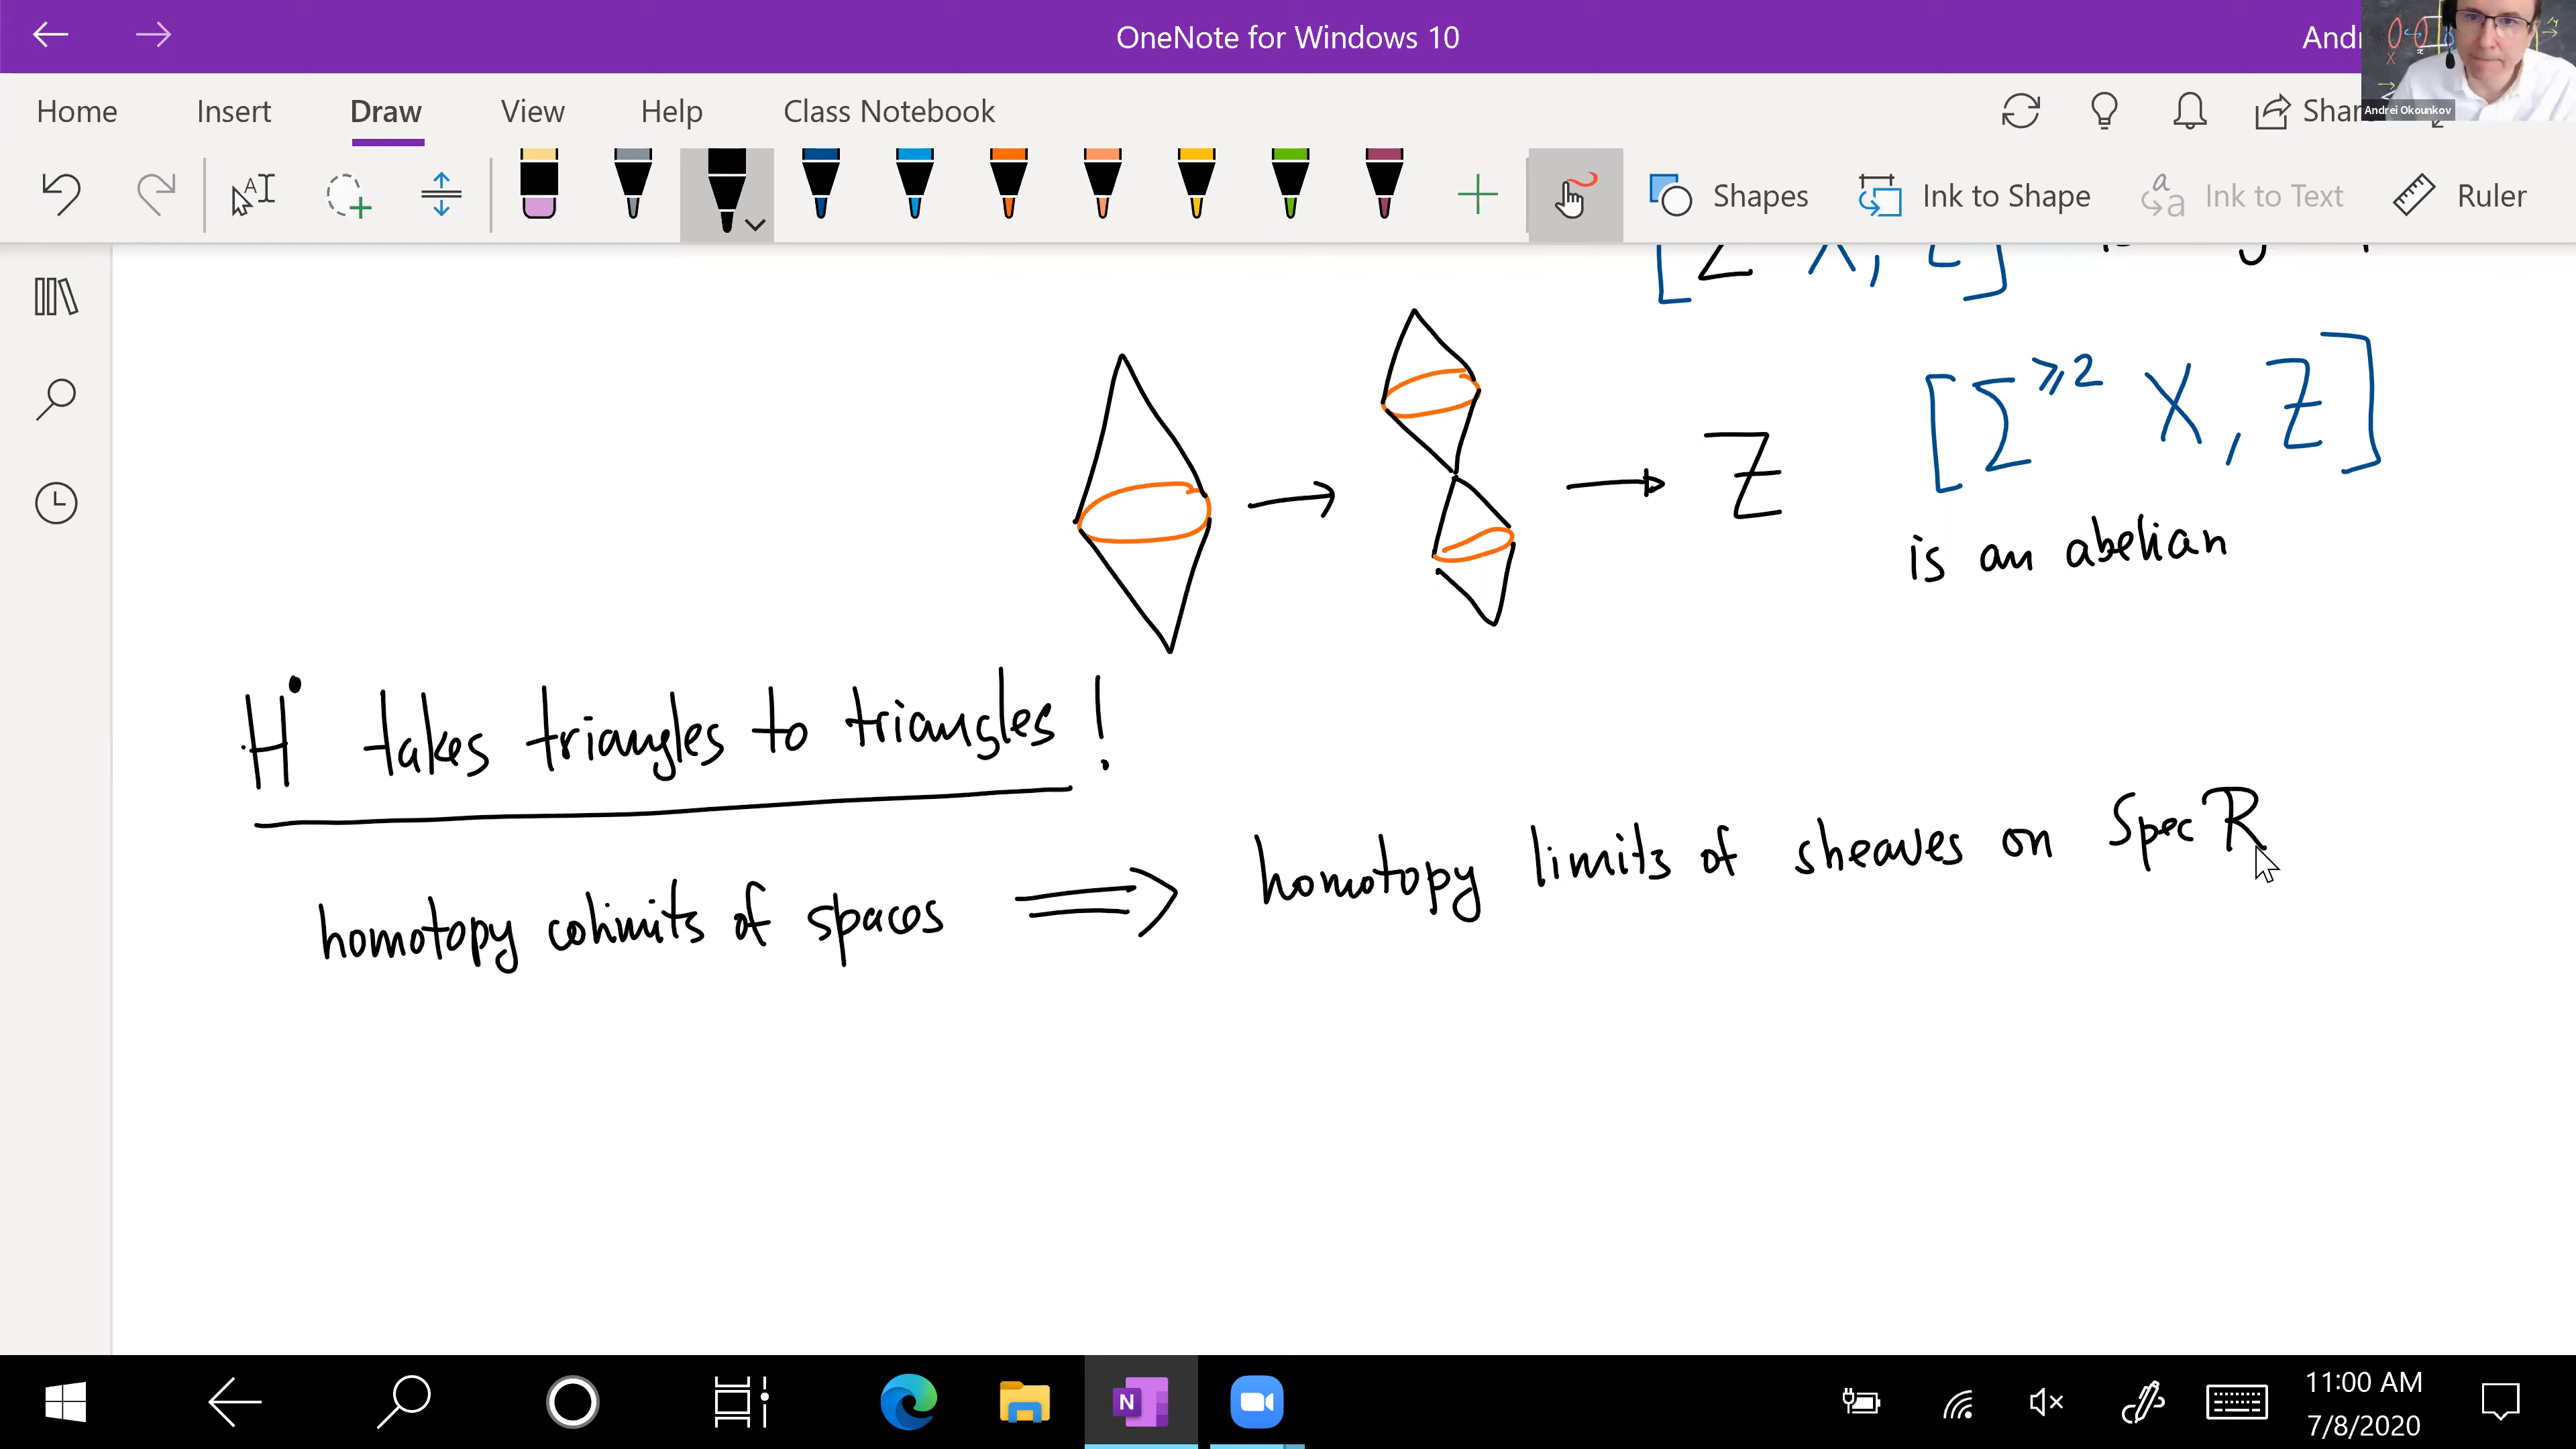 OneNote for Windows 10
Andr
Andrei Okounkov
Home Insert Draw View Help Class Notebook
Shar
Shapes Ink to Shape Ink to Text Ruler
[Σ X, Z]
[Σ^≥2 X, Z]
→ → Z
is an abelian
H^• takes triangles to triangles!
homotopy colimits of spaces ⟹ homotopy limits of sheaves on Spec R
11:00 AM
7/8/2020